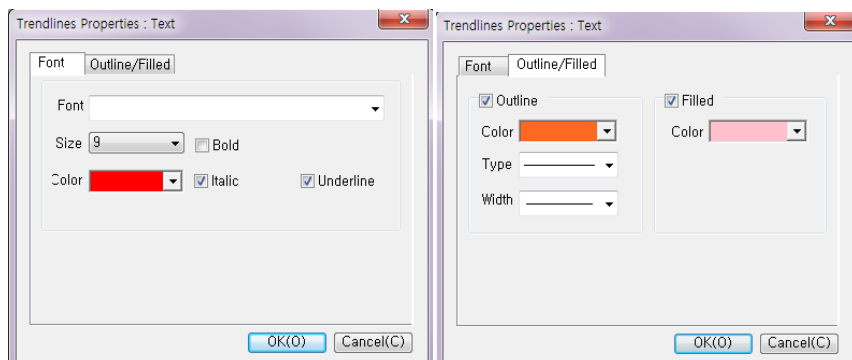 Trendlines Properties : Text
Font Outline/Filled
Font
Size 9 Bold
Color Italic Underline
OK(O) Cancel(C)
Trendlines Properties : Text
Font Outline/Filled
Outline Filled
Color Color
Type
Width
OK(O) Cancel(C)